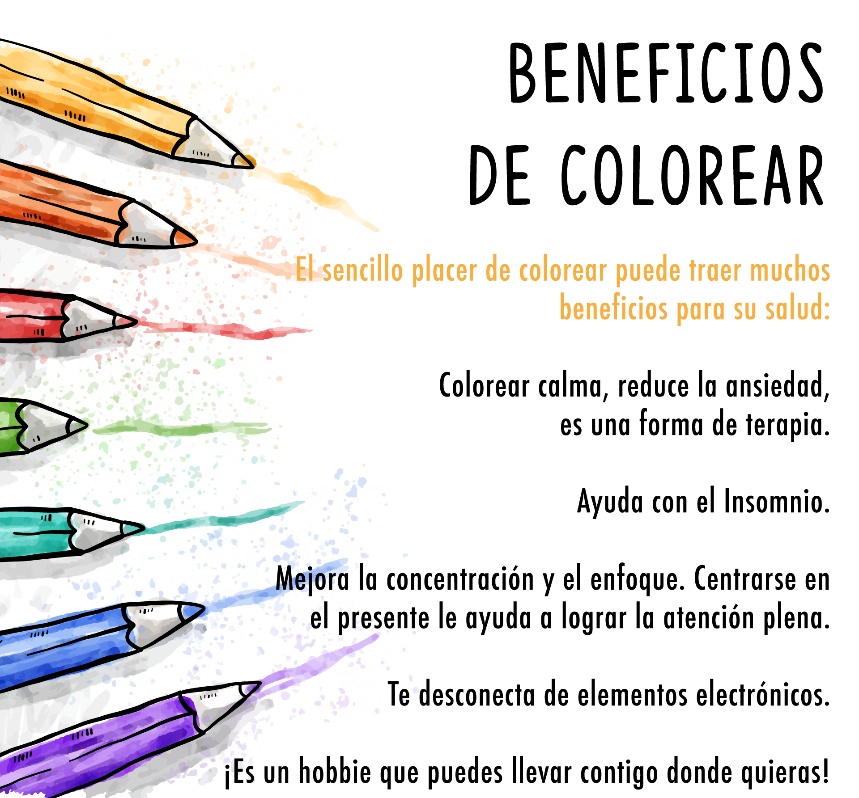 BENEFICIOS
DE COLOREAR
El sencillo placer de colorear puede traer muchos
beneficios para su salud:
Colorear calma, reduce la ansiedad,
es una forma de terapia.
Ayuda con el Insomnio.
Mejora la concentración y el enfoque. Centrarse en
el presente le ayuda a lograr la atención plena.
Te desconecta de elementos electrónicos.
¡Es un hobbie que puedes llevar contigo donde quieras!